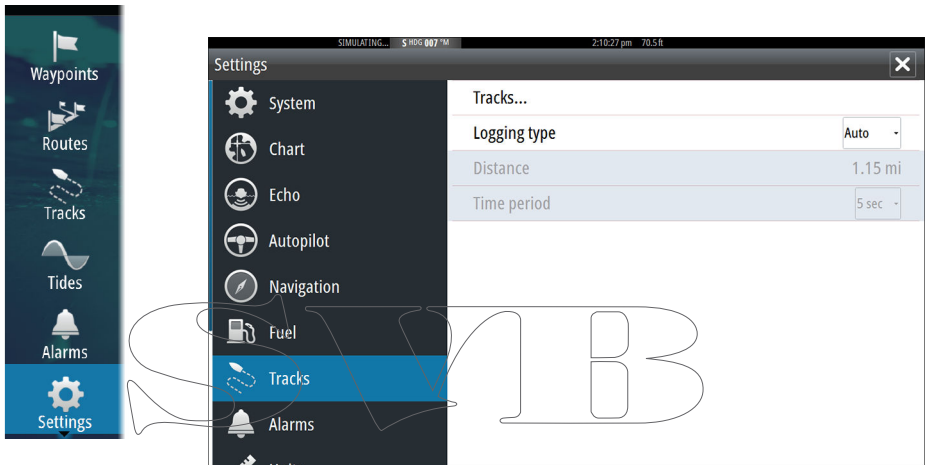 Waypoints
Routes
Tracks
Tides
Alarms
Settings
SIMULATING... S HDG 007 °M 2:10:27 pm 70.5 ft
Settings
System
Chart
Echo
Autopilot
Navigation
Fuel
Tracks
Alarms
Tracks...
Logging type Auto
Distance 1.15 mi
Time period 5 sec
SVB